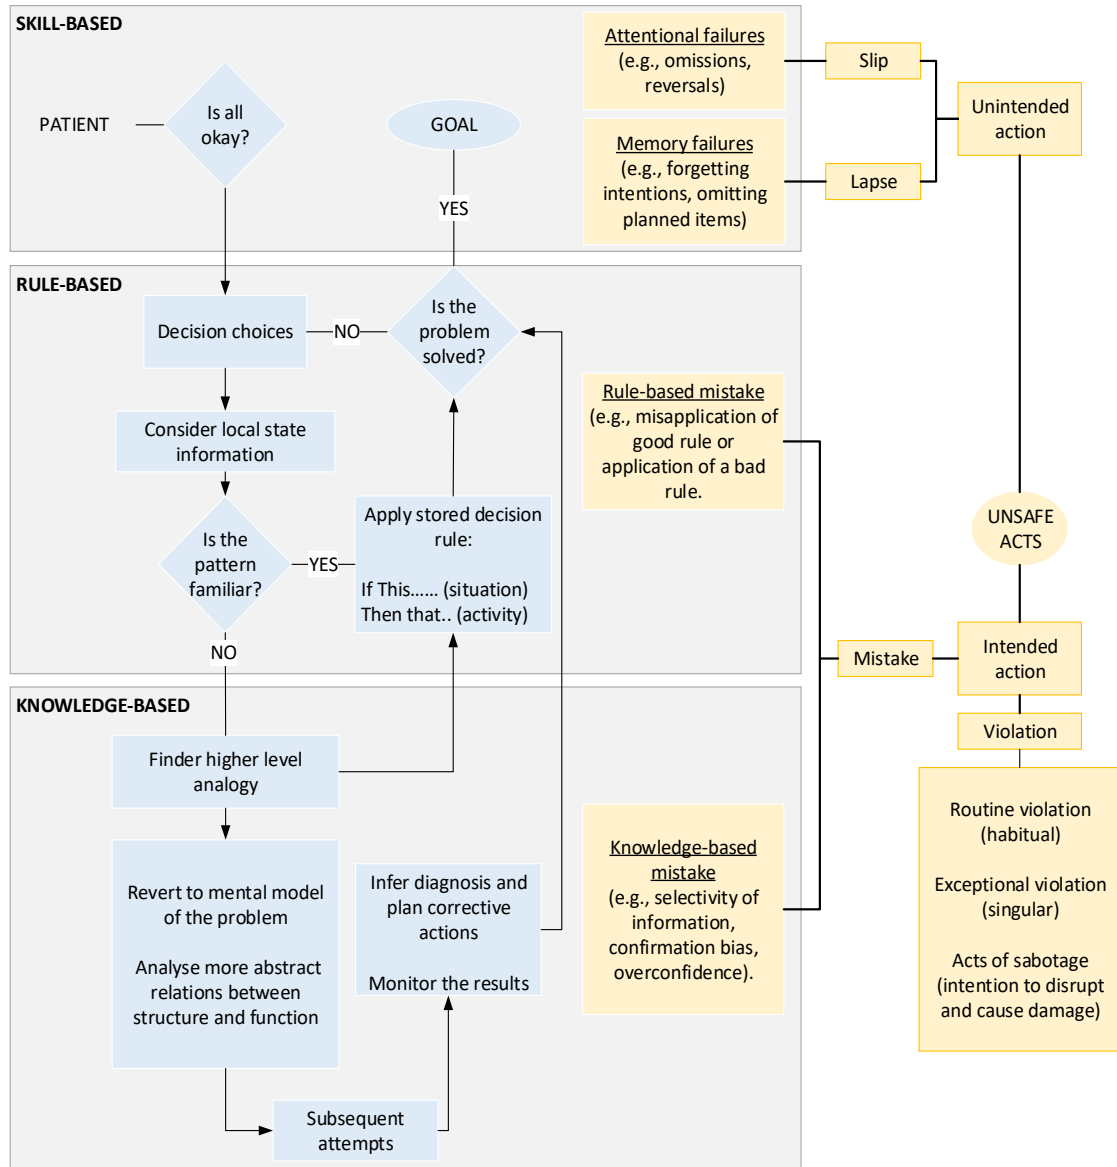 SKILL-BASED
PATIENT
Is all
okay?
GOAL
YES
Attentional failures
(e.g., omissions,
reversals)
Slip
Memory failures
(e.g., forgetting
intentions, omitting
planned items)
Lapse
Unintended
action
RULE-BASED
Decision choices
NO
Is the
problem
solved?
Consider local state
information
Is the
pattern
familiar?
YES
Apply stored decision
rule:
If This...... (situation)
Then that.. (activity)
NO
Rule-based mistake
(e.g., misapplication of
good rule or
application of a bad
rule.
UNSAFE
ACTS
Mistake
Intended
action
Violation
KNOWLEDGE-BASED
Finder higher level
analogy
Revert to mental model
of the problem
Analyse more abstract
relations between
structure and function
Infer diagnosis and
plan corrective
actions
Monitor the results
Subsequent
attempts
Knowledge-based
mistake
(e.g., selectivity of
information,
confirmation bias,
overconfidence).
Routine violation
(habitual)
Exceptional violation
(singular)
Acts of sabotage
(intention to disrupt
and cause damage)